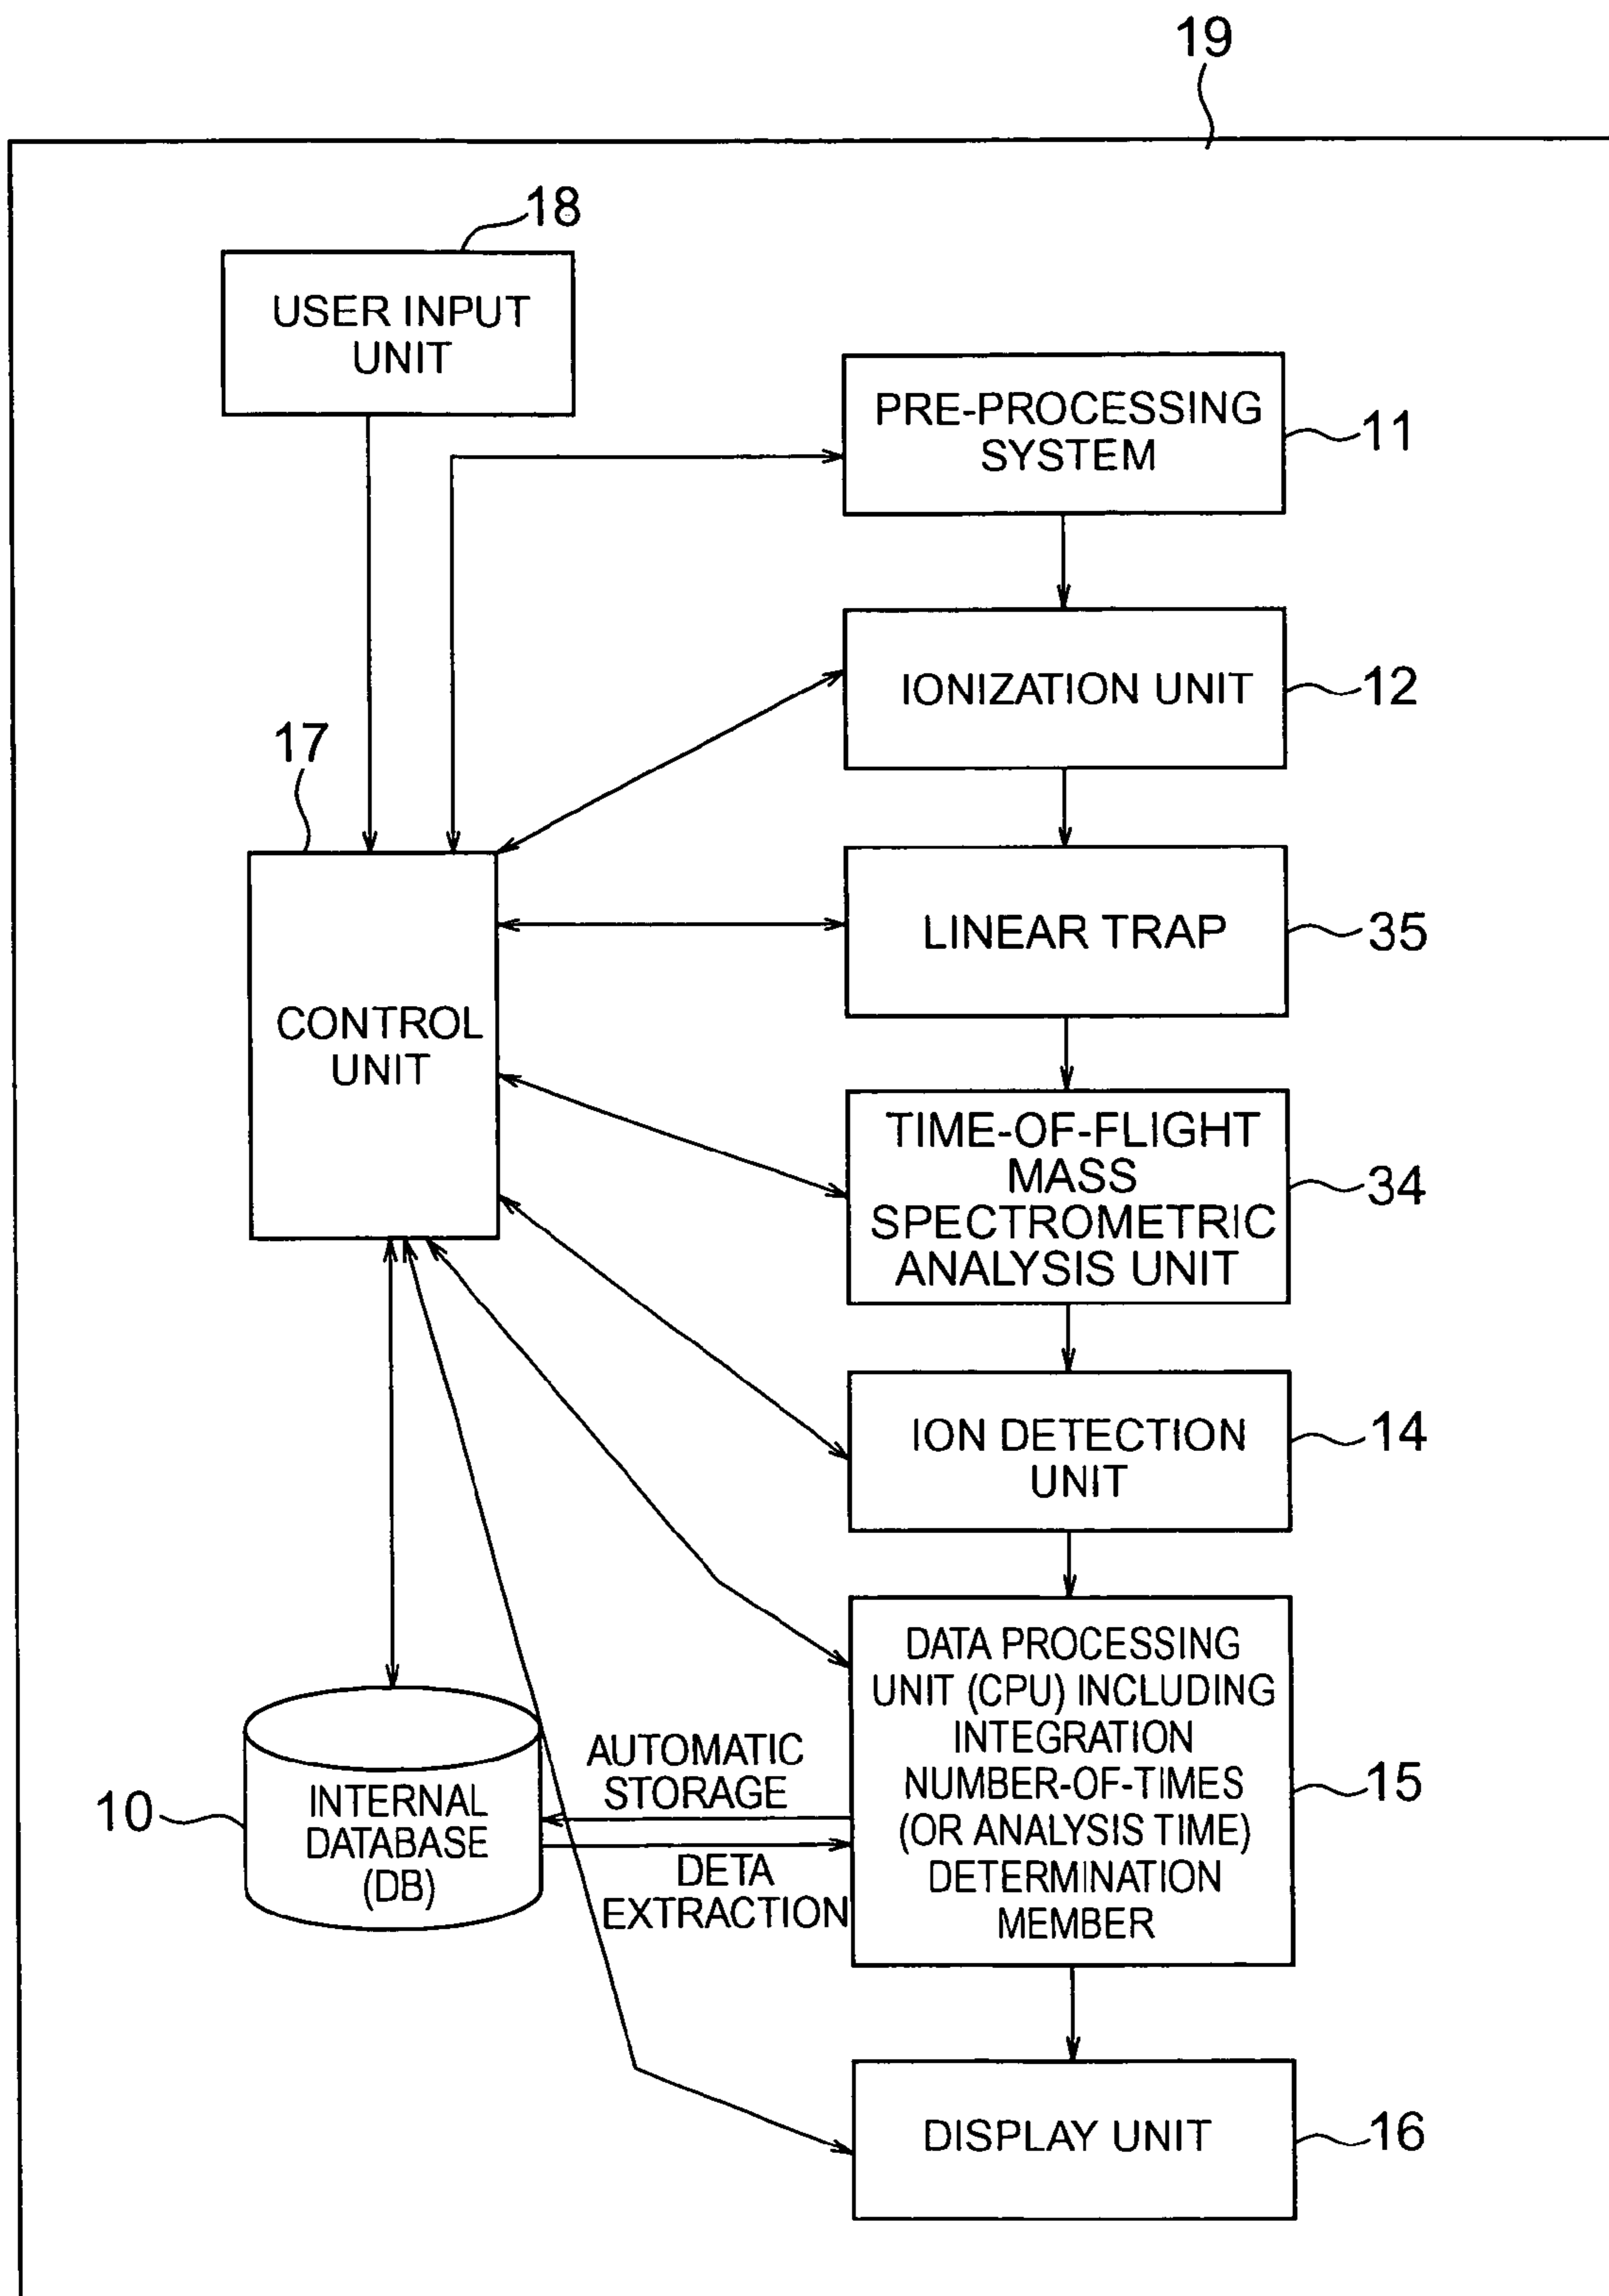 19
18
USER INPUT
UNIT
PRE-PROCESSING
SYSTEM
11
IONIZATION UNIT
12
17
LINEAR TRAP
35
CONTROL
UNIT
TIME-OF-FLIGHT
MASS
SPECTROMETRIC
ANALYSIS UNIT
34
ION DETECTION
UNIT
14
DATA PROCESSING
UNIT (CPU) INCLUDING
INTEGRATION
NUMBER-OF-TIMES
(OR ANALYSIS TIME)
DETERMINATION
MEMBER
15
AUTOMATIC
STORAGE
10
INTERNAL
DATABASE
(DB)
DETA
EXTRACTION
DISPLAY UNIT
16